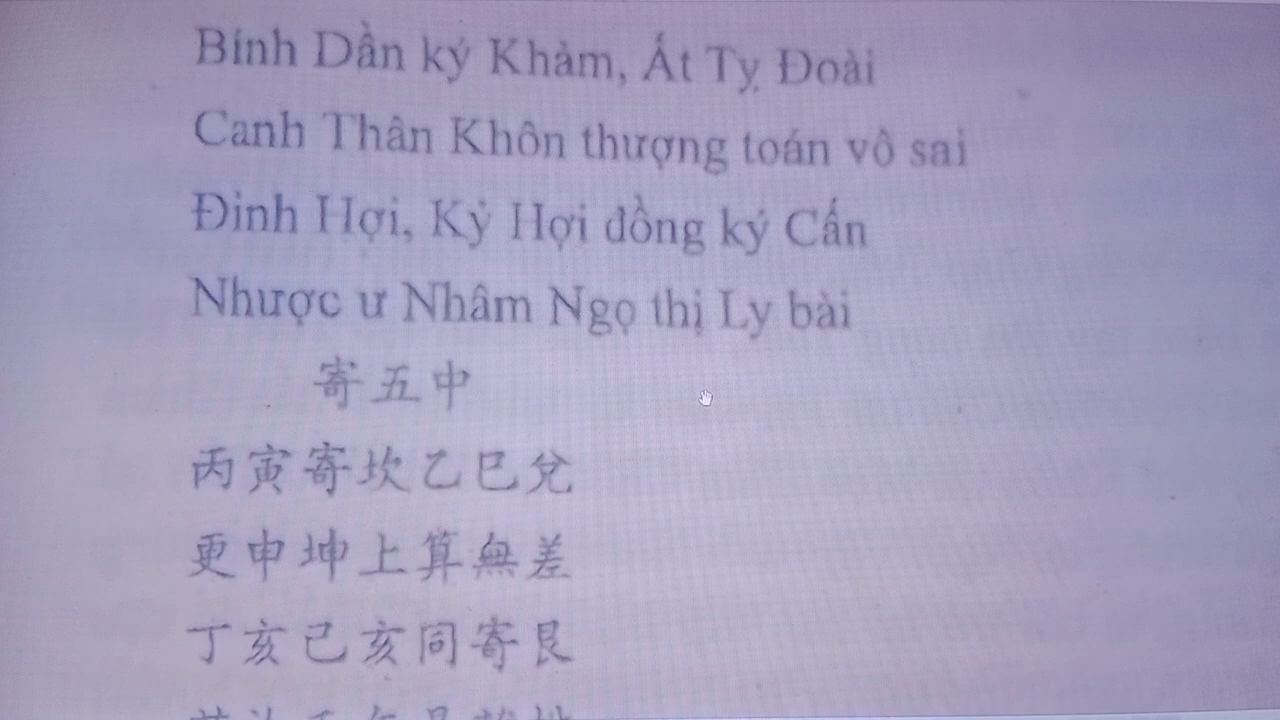 Bính Dần ký Khảm, Ất Tỵ Đoài
Canh Thân Khôn thượng toán vô sai
Đinh Hợi, Kỷ Hợi đồng ký Cấn
Nhược ư Nhâm Ngọ thị Ly bài
寄五中
丙寅寄坎乙巳兌
更申坤上算無差
丁亥己亥同寄艮